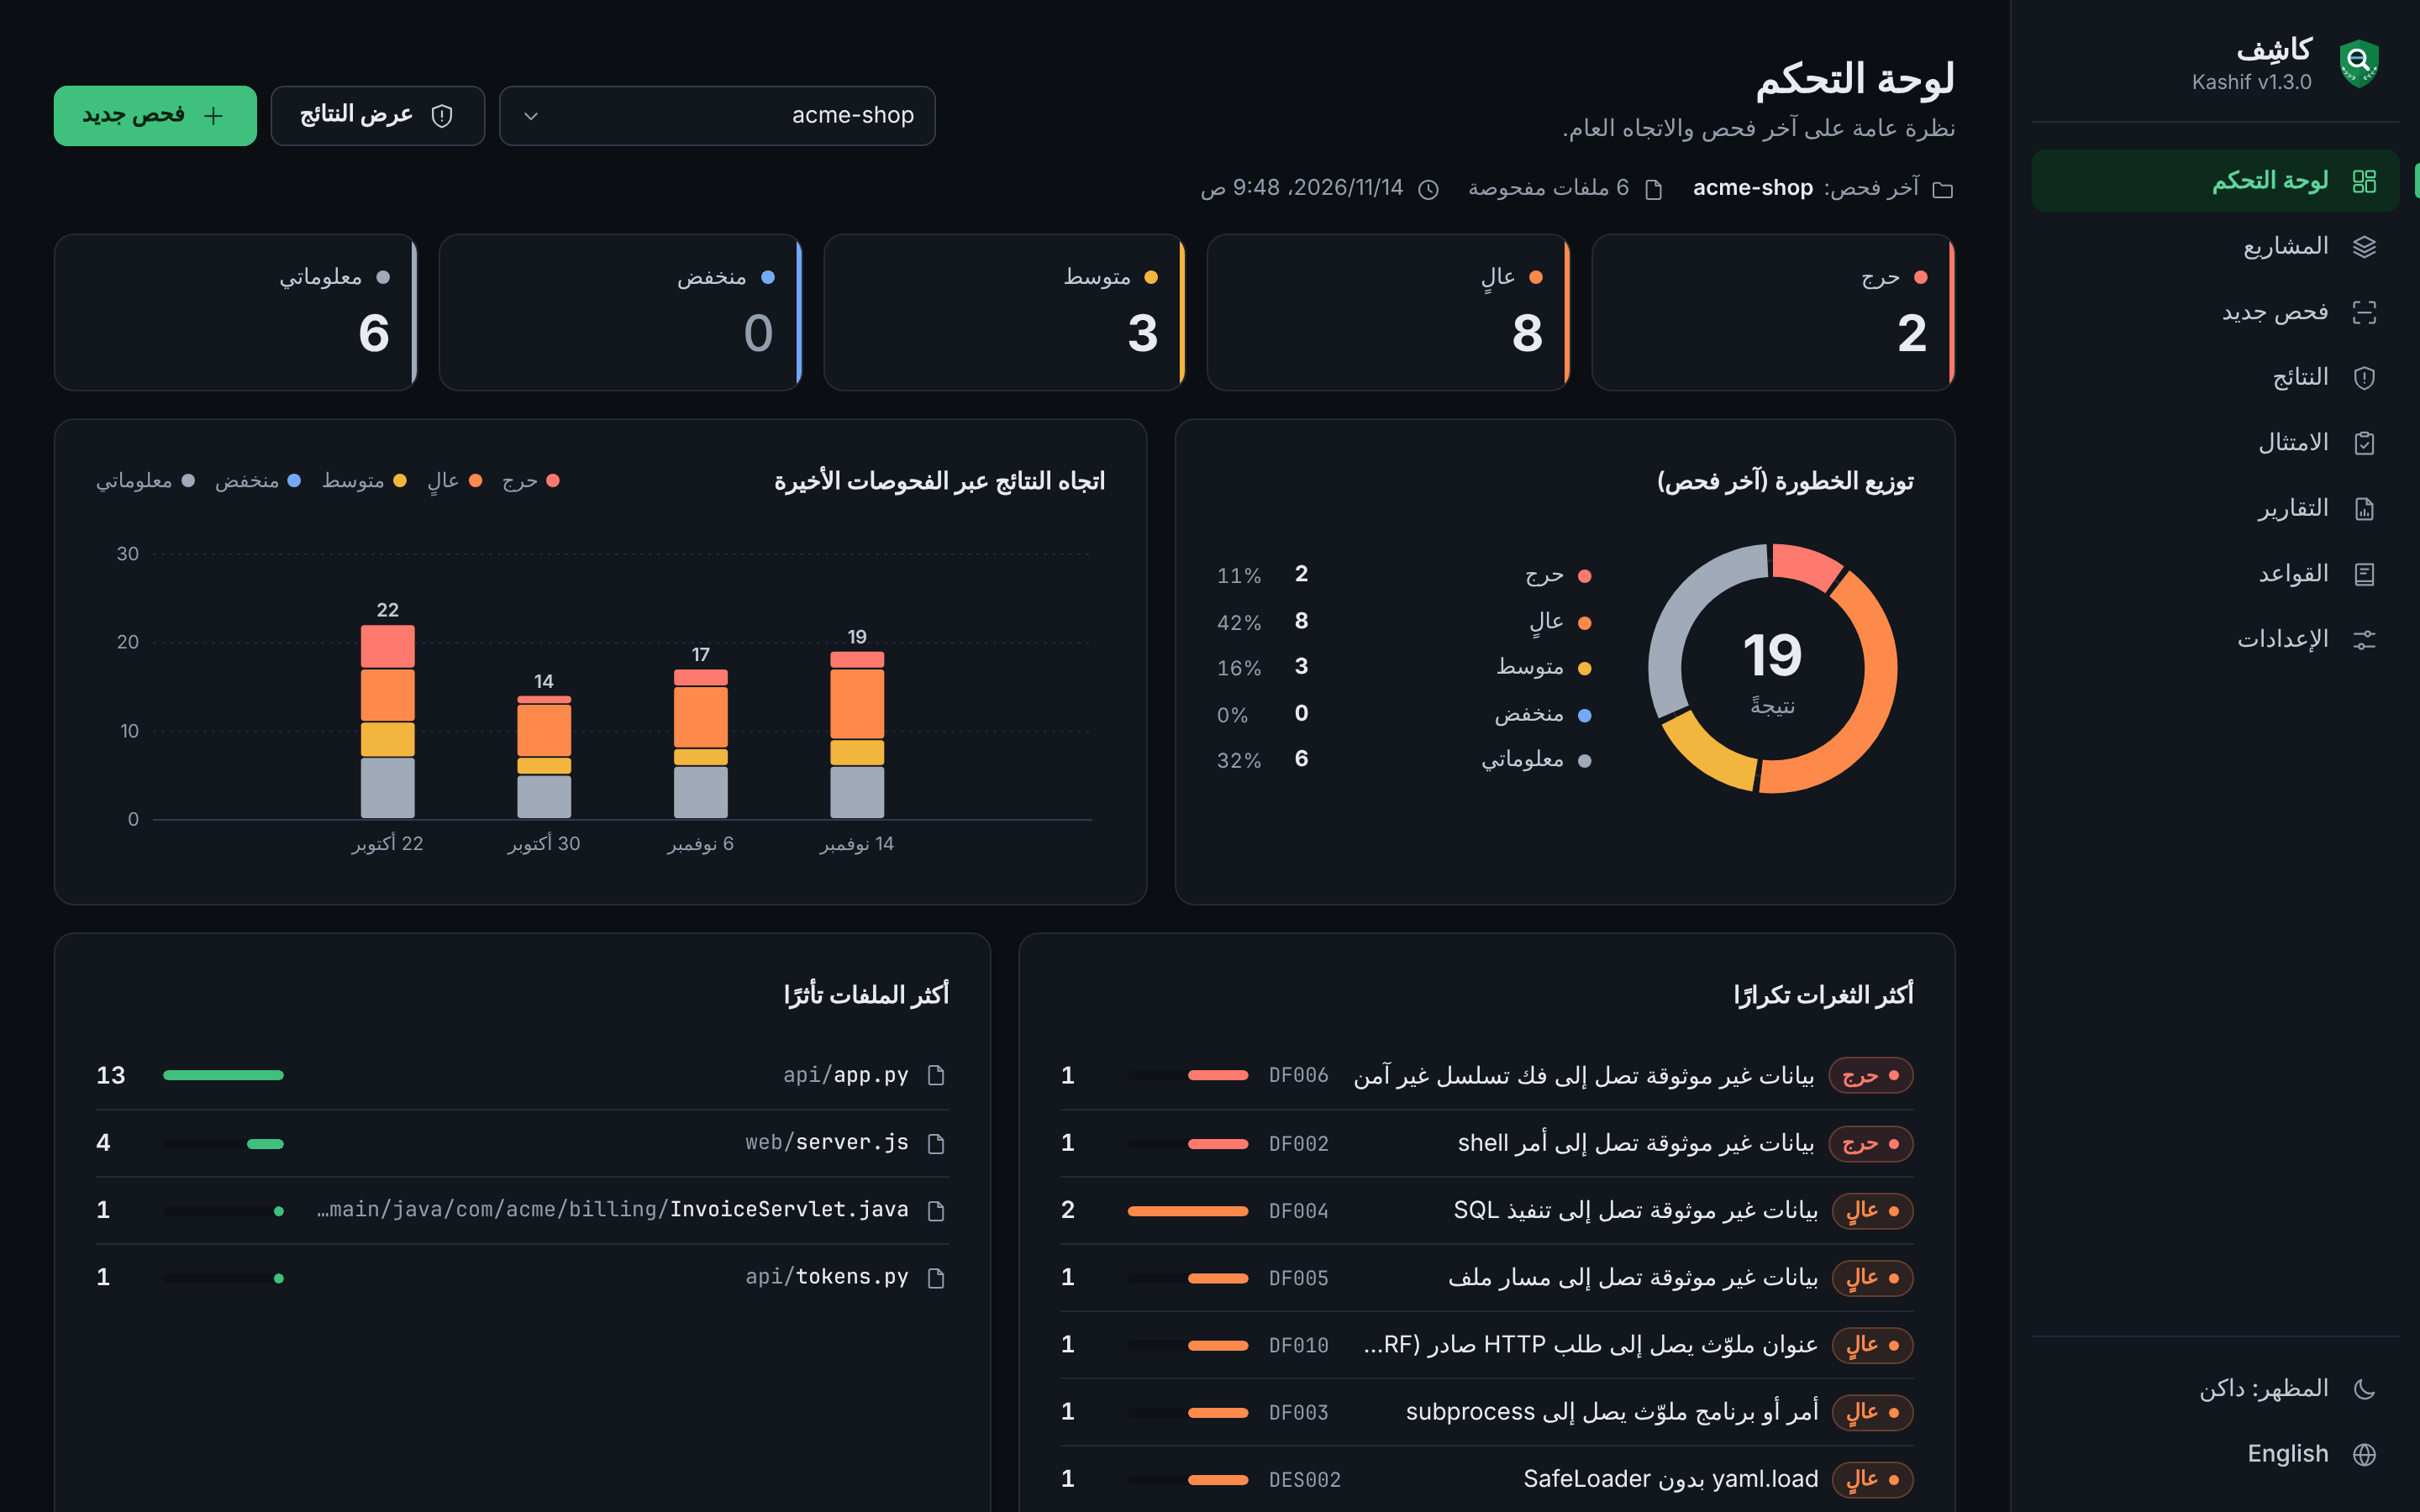 كاشِف
Kashif v1.3.0
لوحة التحكم
المشاريع
فحص جديد
النتائج
الامتثال
التقارير
القواعد
الإعدادات
المظهر: داكن
English
لوحة التحكم
نظرة عامة على آخر فحص والاتجاه العام.
acme-shop
عرض النتائج
فحص جديد
آخر فحص: acme-shop
6 ملفات مفحوصة
2026/11/14، 9:48 ص
حرج
2
عالٍ
8
متوسط
3
منخفض
0
معلوماتي
6
توزيع الخطورة (آخر فحص)
19
نتيجةً
حرج 2 11%
عالٍ 8 42%
متوسط 3 16%
منخفض 0 0%
معلوماتي 6 32%
اتجاه النتائج عبر الفحوصات الأخيرة
حرج عالٍ متوسط منخفض معلوماتي
30
20
10
0
22
14
17
19
22 أكتوبر
30 أكتوبر
6 نوفمبر
14 نوفمبر
أكثر الثغرات تكرارًا
حرج بيانات غير موثوقة تصل إلى فك تسلسل غير آمن DF006 1
حرج بيانات غير موثوقة تصل إلى أمر shell DF002 1
عالٍ بيانات غير موثوقة تصل إلى تنفيذ SQL DF004 2
عالٍ بيانات غير موثوقة تصل إلى مسار ملف DF005 1
عالٍ عنوان ملوّث يصل إلى طلب HTTP صادر (RF... DF010 1
عالٍ أمر أو برنامج ملوّث يصل إلى subprocess DF003 1
عالٍ yaml.load بدون SafeLoader DES002 1
أكثر الملفات تأثرًا
api/app.py 13
web/server.js 4
…main/java/com/acme/billing/InvoiceServlet.java 1
api/tokens.py 1